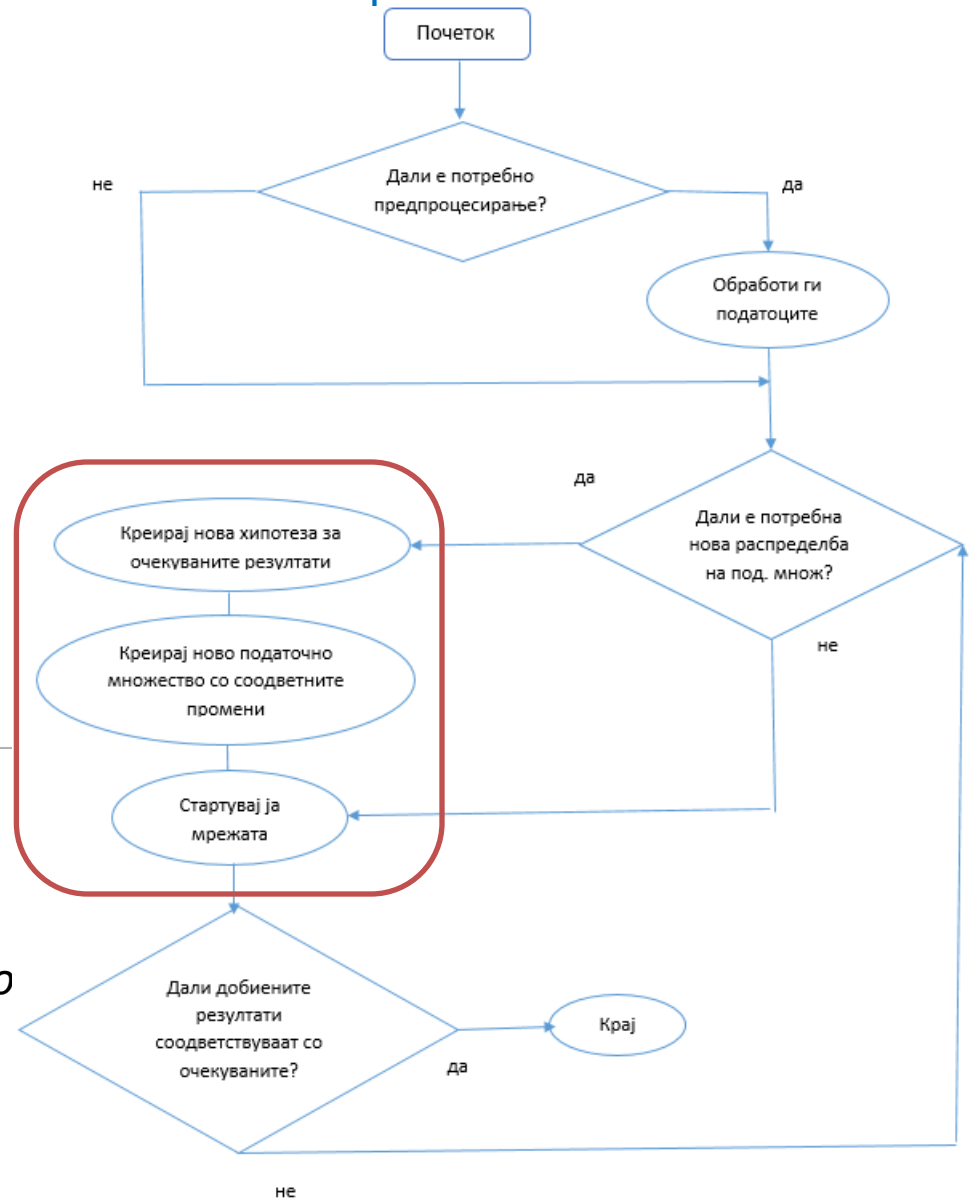 Почеток
Дали е потребно
предпроцесирање?
не
да
Обработи ги
податоците
да
Дали е потребна
нова распределба
на под. множ?
Креирај нова хипотеза за
очекуваните резултати
не
Креирај ново податочно
множество со соодветните
промени
Стартувај ја
мрежата
Дали добиените
резултати
соодветствуваат со
очекуваните?
Крај
да
не